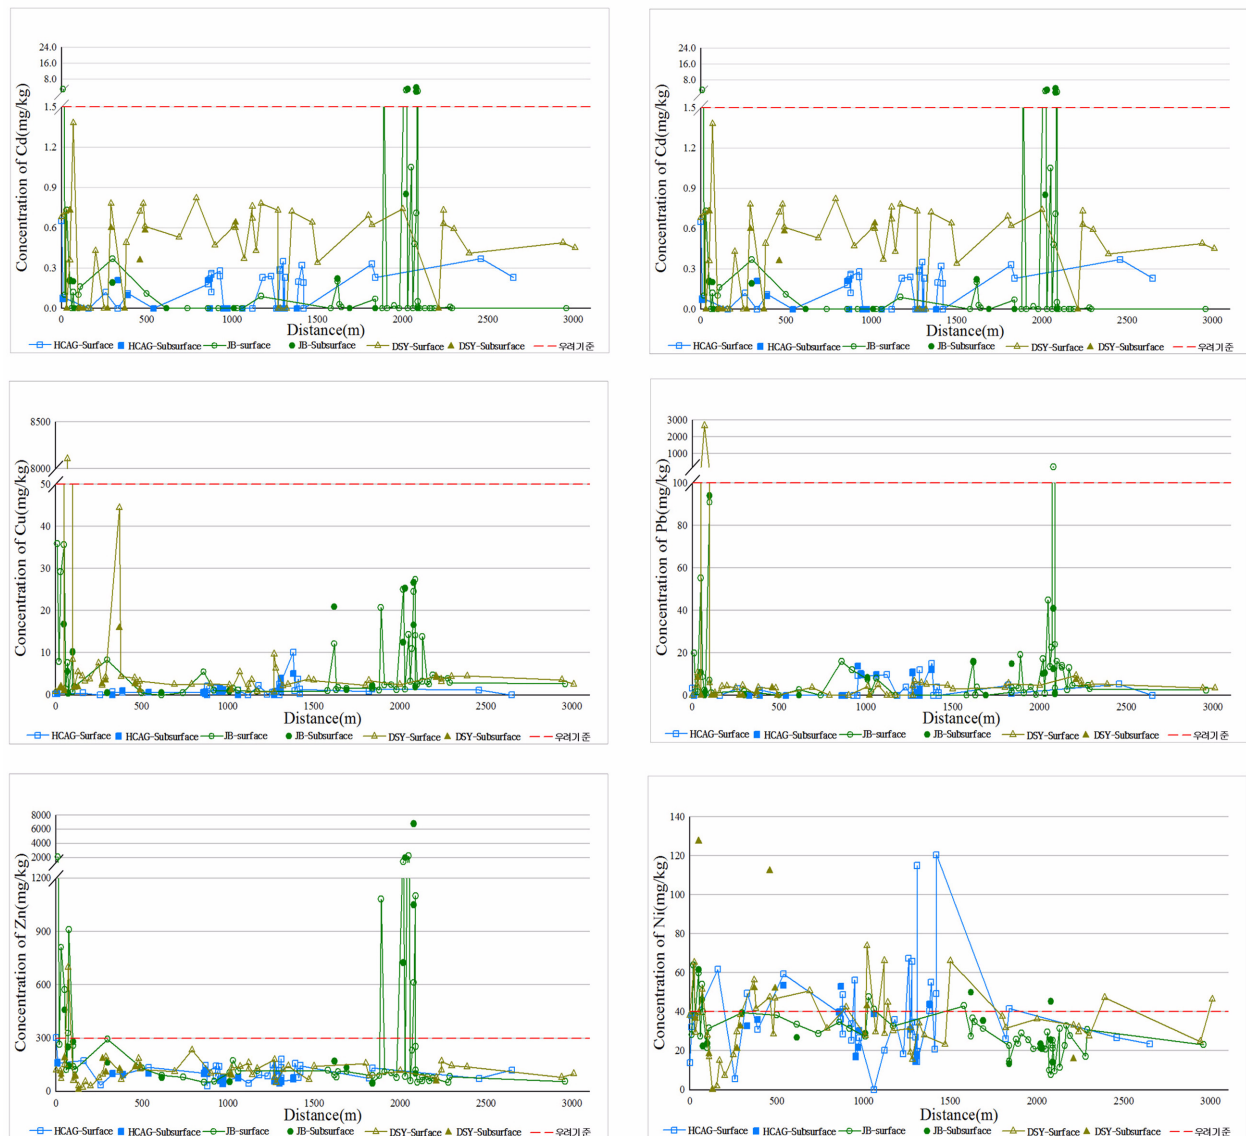 24.0
16.0
8.0
1.5
1.2
0.9
0.6
0.3
0.0
Concentration of Cd(mg/kg)
0 500 1000 1500 2000 2500 3000
Distance(m)
HCAG-Surface HCAG-Subsurface JB-surface JB-Subsurface DSY-Surface DSY-Subsurface 우려기준
24.0
16.0
8.0
1.5
1.2
0.9
0.6
0.3
0.0
Concentration of Cd(mg/kg)
0 500 1000 1500 2000 2500 3000
Distance(m)
HCAG-Surface HCAG-Subsurface JB-surface JB-Subsurface DSY-Surface DSY-Subsurface 우려기준
8500
8000
50
40
30
20
10
0
Concentration of Cu(mg/kg)
0 500 1000 1500 2000 2500 3000
Distance(m)
HCAG-Surface HCAG-Subsurface JB-surface JB-Subsurface DSY-Surface DSY-Subsurface 우려기준
3000
2000
1000
100
80
60
40
20
0
Concentration of Pb(mg/kg)
0 500 1000 1500 2000 2500 3000
Distance(m)
HCAG-Surface HCAG-Subsurface JB-surface JB-Subsurface DSY-Surface DSY-Subsurface 우려기준
8000
6000
4000
2000
1200
900
600
300
0
Concentration of Zn(mg/kg)
0 500 1000 1500 2000 2500 3000
Distance(m)
HCAG-Surface HCAG-Subsurface JB-surface JB-Subsurface DSY-Surface DSY-Subsurface 우려기준
140
120
100
80
60
40
20
0
Concentration of Ni(mg/kg)
0 500 1000 1500 2000 2500 3000
Distance(m)
HCAG-Surface HCAG-Subsurface JB-surface JB-Subsurface DSY-Surface DSY-Subsurface 우려기준